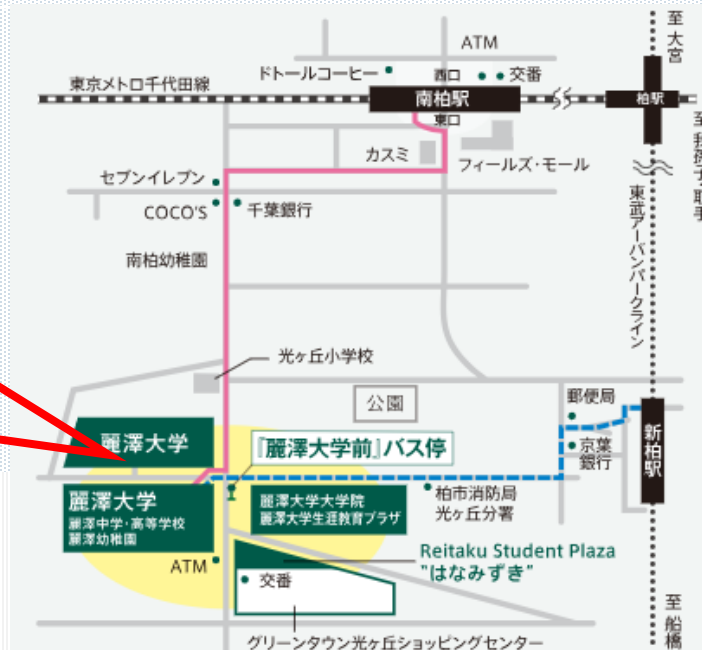 至大宮
ATM
ドトールコーヒー
西口
交番
東京メトロ千代田線
南柏駅
柏駅
東口
至我孫子・取手
カスミ
フィールズ・モール
セブンイレブン
COCO'S
千葉銀行
東武アーバンパークライン
南柏幼稚園
光ヶ丘小学校
公園
郵便局
麗澤大学
『麗澤大学前』バス停
京葉
銀行
新柏駅
麗澤大学
麗澤中学・高等学校
麗澤幼稚園
麗澤大学大学院
麗澤大学生涯教育プラザ
柏市消防局
光ヶ丘分署
ATM
Reitaku Student Plaza
"はなみずき"
交番
至船橋
グリーンタウン光ヶ丘ショッピングセンター